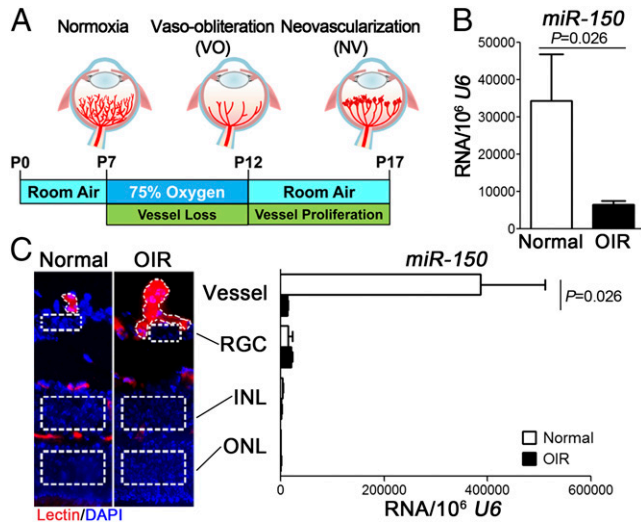 A
Normoxia
Vaso-obliteration
(VO)
Neovascularization
(NV)
P0
P7
P12
P17
Room Air
75% Oxygen
Room Air
Vessel Loss
Vessel Proliferation
B
miR-150
P=0.026
50000
40000
30000
20000
10000
0
RNA/10⁶ U6
Normal
OIR
C
Normal
OIR
Lectin/DAPI
miR-150
Vessel
RGC
INL
ONL
P=0.026
Normal
OIR
0
200000
400000
600000
RNA/10⁶ U6